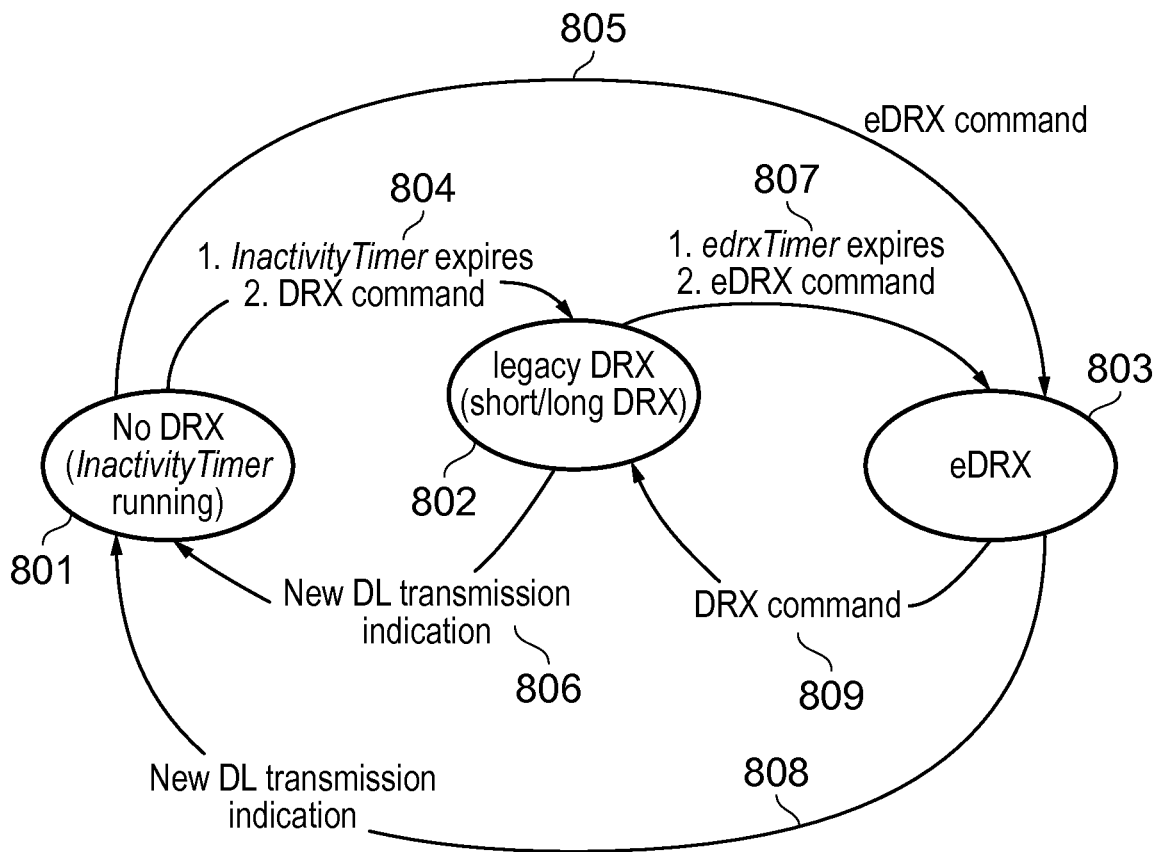 805
eDRX command
804
1. InactivityTimer expires
2. DRX command
807
1. edrxTimer expires
2. eDRX command
legacy DRX
(short/long DRX)
802
803
No DRX
(InactivityTimer
running)
801
eDRX
New DL transmission
indication
806
DRX command
809
New DL transmission
indication
808